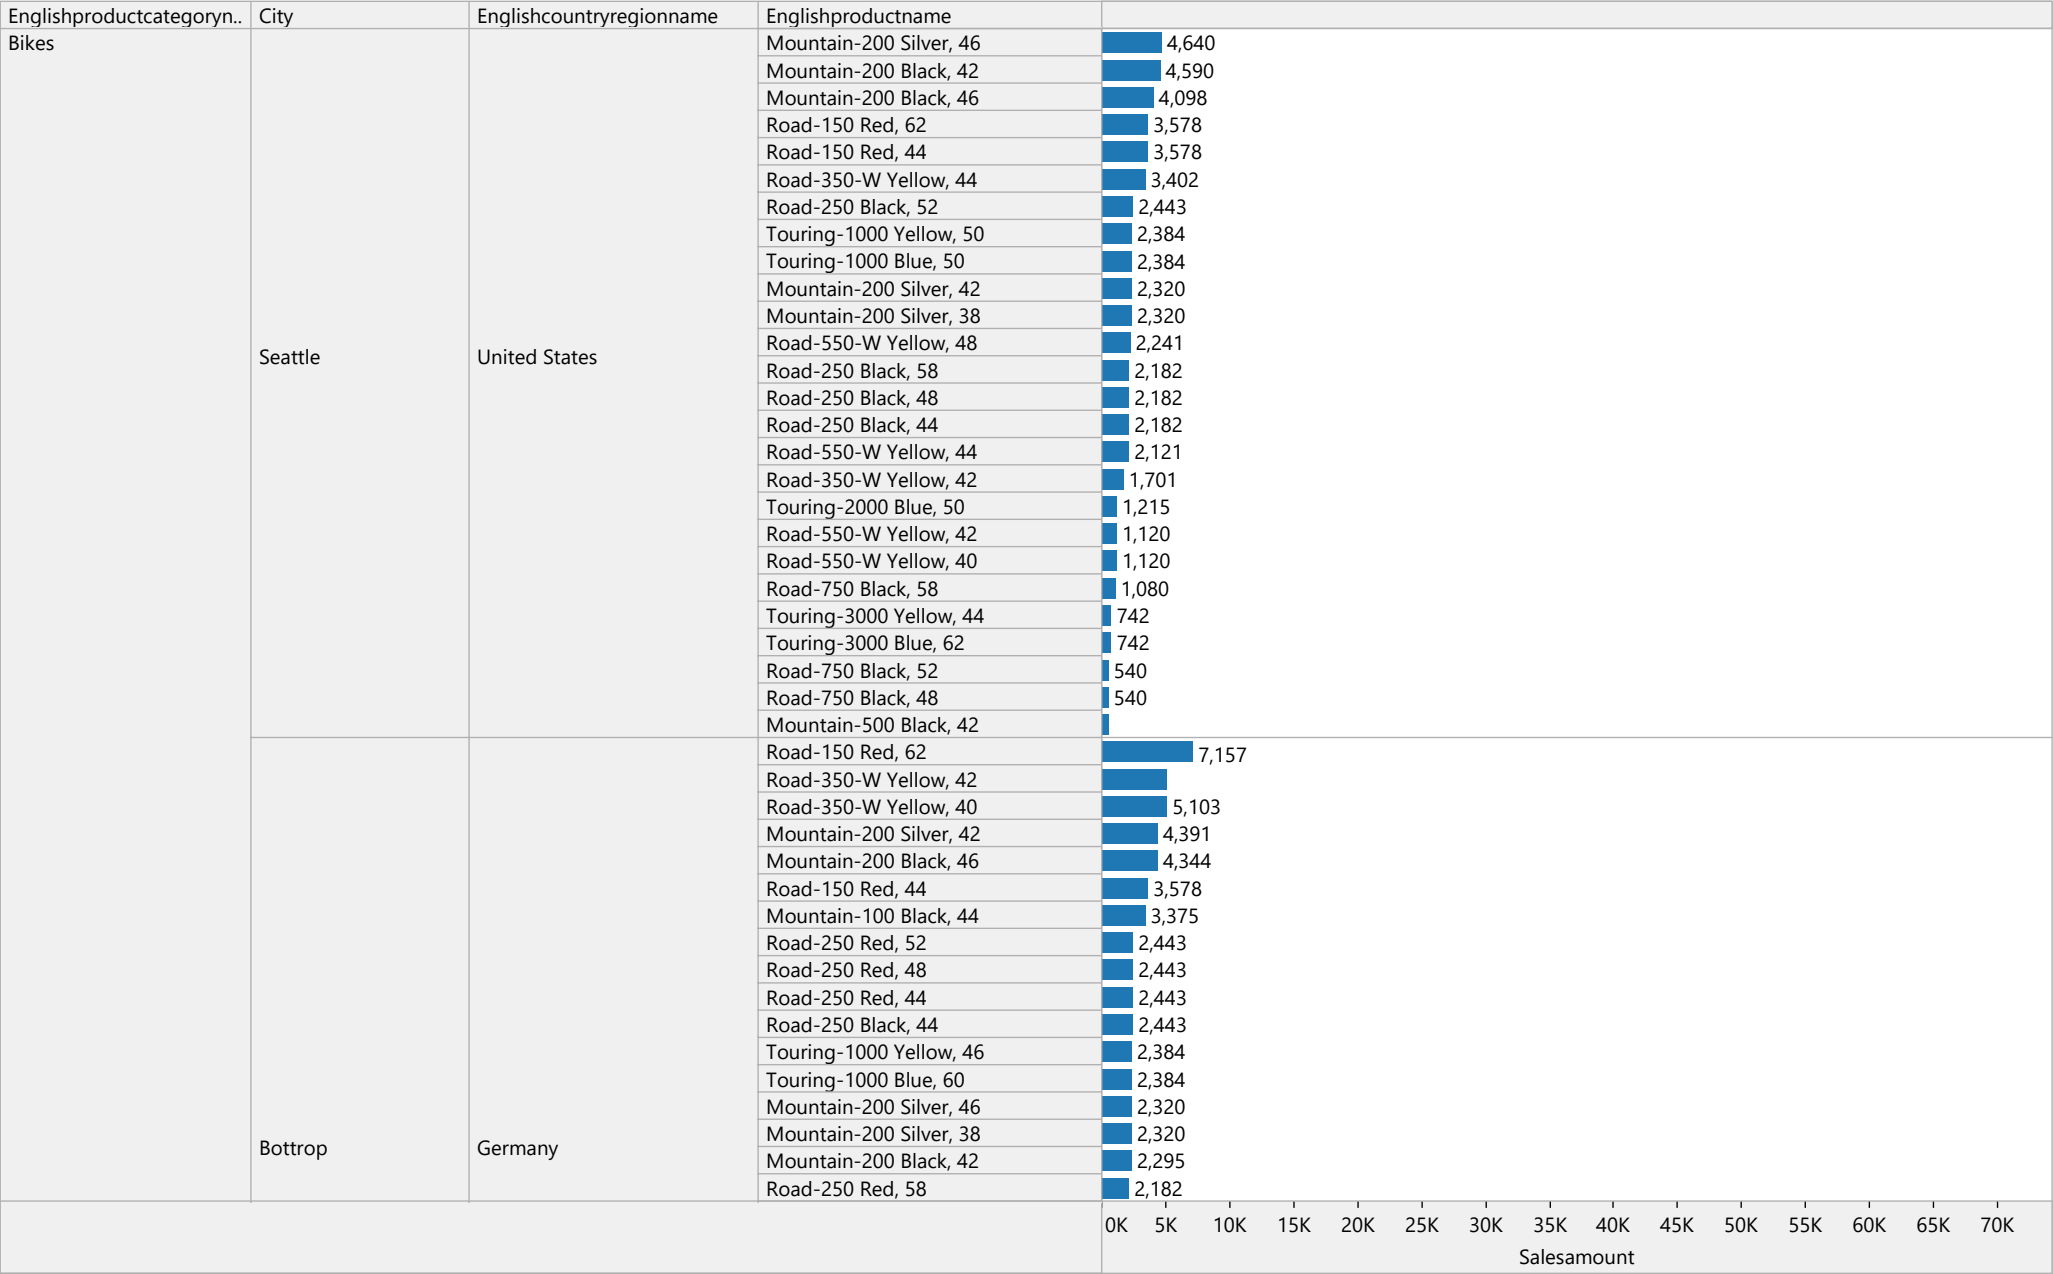 Englishproductcategoryn.. City Englishcountryregionname Englishproductname
Bikes Mountain-200 Silver, 46 4,640
Mountain-200 Black, 42 4,590
Mountain-200 Black, 46 4,098
Road-150 Red, 62 3,578
Road-150 Red, 44 3,578
Road-350-W Yellow, 44 3,402
Road-250 Black, 52 2,443
Touring-1000 Yellow, 50 2,384
Touring-1000 Blue, 50 2,384
Mountain-200 Silver, 42 2,320
Mountain-200 Silver, 38 2,320
Road-550-W Yellow, 48 2,241
Seattle United States
Road-250 Black, 58 2,182
Road-250 Black, 48 2,182
Road-250 Black, 44 2,182
Road-550-W Yellow, 44 2,121
Road-350-W Yellow, 42 1,701
Touring-2000 Blue, 50 1,215
Road-550-W Yellow, 42 1,120
Road-550-W Yellow, 40 1,120
Road-750 Black, 58 1,080
Touring-3000 Yellow, 44 742
Touring-3000 Blue, 62 742
Road-750 Black, 52 540
Road-750 Black, 48 540
Mountain-500 Black, 42
Road-150 Red, 62 7,157
Road-350-W Yellow, 42
Road-350-W Yellow, 40 5,103
Mountain-200 Silver, 42 4,391
Mountain-200 Black, 46 4,344
Road-150 Red, 44 3,578
Mountain-100 Black, 44 3,375
Road-250 Red, 52 2,443
Road-250 Red, 48 2,443
Road-250 Red, 44 2,443
Road-250 Black, 44 2,443
Touring-1000 Yellow, 46 2,384
Touring-1000 Blue, 60 2,384
Mountain-200 Silver, 46 2,320
Mountain-200 Silver, 38 2,320
Bottrop Germany
Mountain-200 Black, 42 2,295
Road-250 Red, 58 2,182
0K 5K 10K 15K 20K 25K 30K 35K 40K 45K 50K 55K 60K 65K 70K
Salesamount